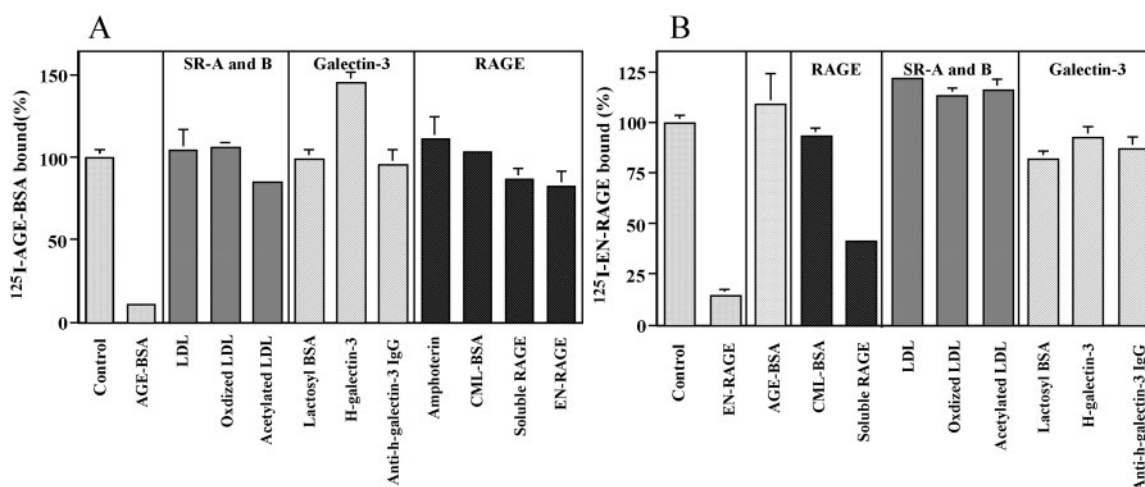 A
B
SR-A and B
Galectin-3
RAGE
RAGE
SR-A and B
Galectin-3
125I-AGE-BSA bound(%)
150
100
50
0
125I-EN-RAGE bound (%)
125
100
75
50
25
0
Control
AGE-BSA
LDL
Oxdized LDL
Acetylated LDL
Lactosyl BSA
H-galectin-3
Anti-h-galectin-3 IgG
Amphoterin
CML-BSA
Soluble RAGE
EN-RAGE
Control
EN-RAGE
AGE-BSA
CML-BSA
Soluble RAGE
LDL
Oxdized LDL
Acetylated LDL
Lactosyl BSA
H-galectin-3
Anti-h-galectin-3 IgG